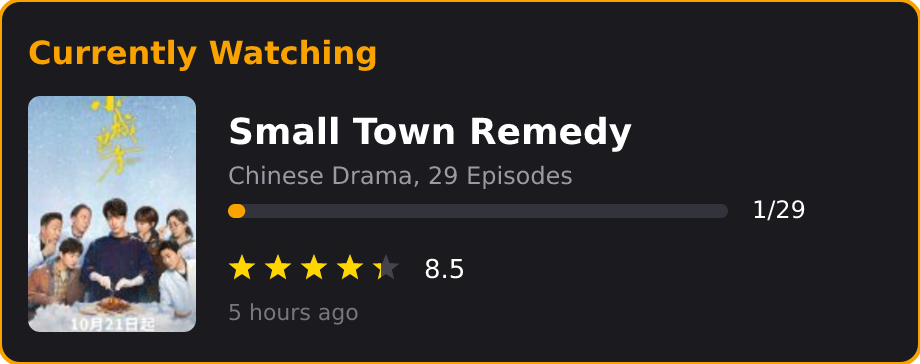 Currently Watching
Small Town Remedy
Chinese Drama, 29 Episodes
1/29
8.5
5 hours ago
10月21日起